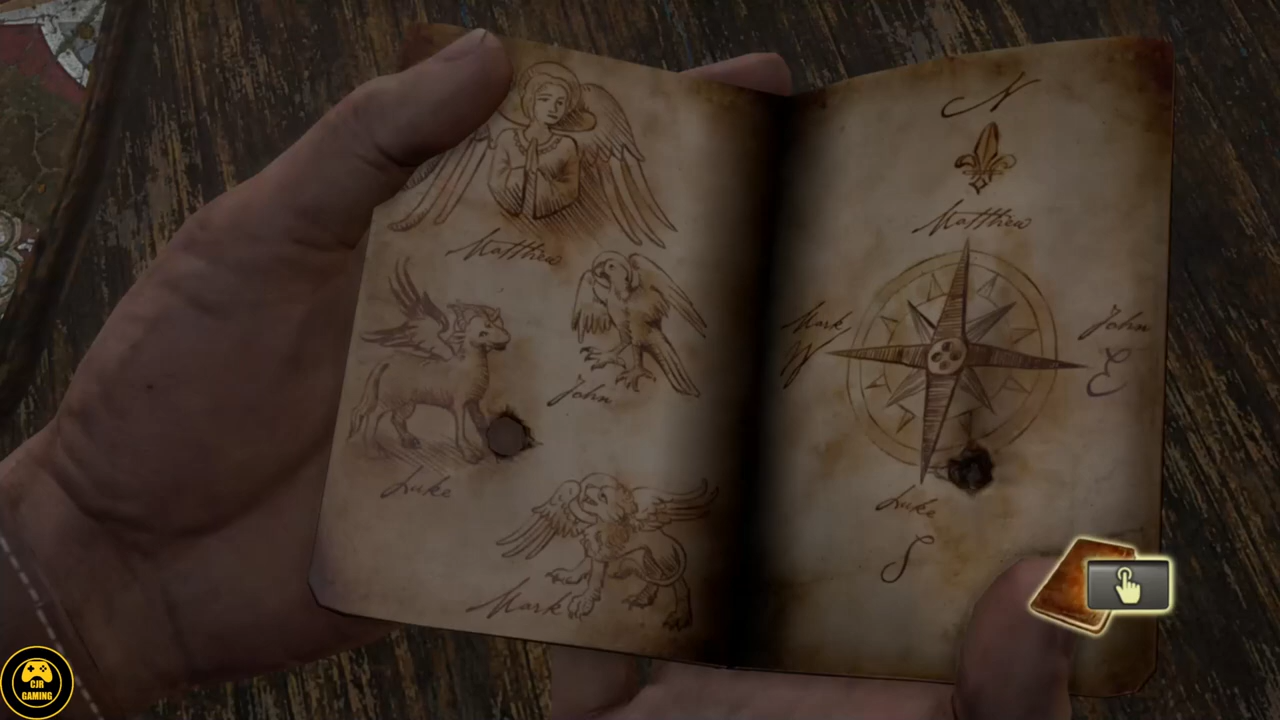 Matthew
John
Luke
Mark
N
Matthew
Mark
W
John
E
Luke
S
CJR
GAMING